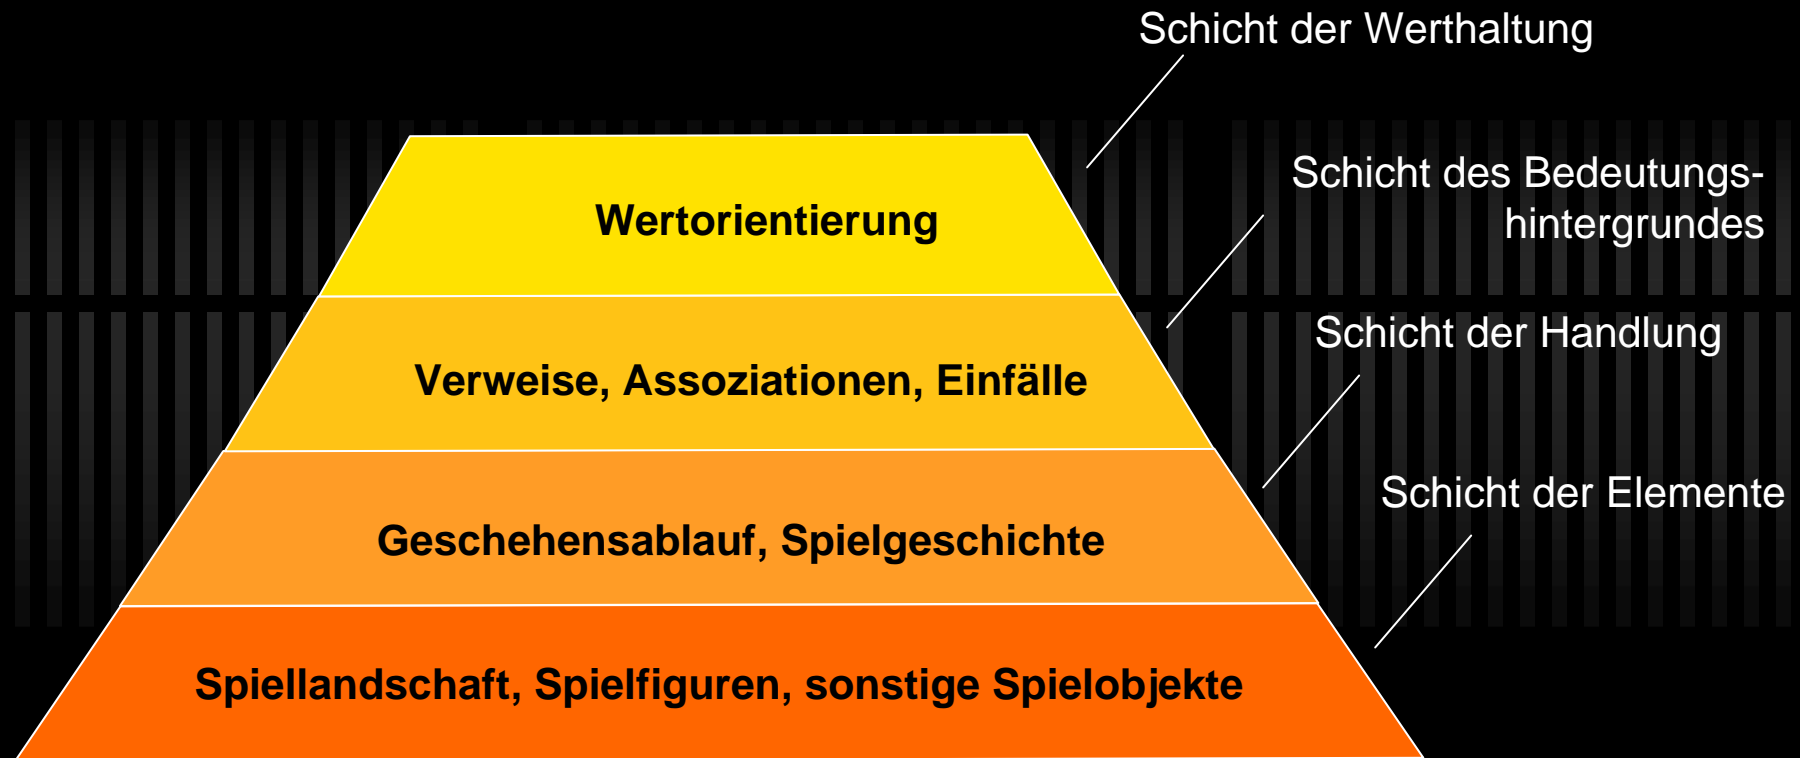 Schicht der Werthaltung
Schicht des Bedeutungs-
hintergrundes
Wertorientierung
Schicht der Handlung
Verweise, Assoziationen, Einfälle
Schicht der Elemente
Geschehensablauf, Spielgeschichte
Spiellandschaft, Spielfiguren, sonstige Spielobjekte